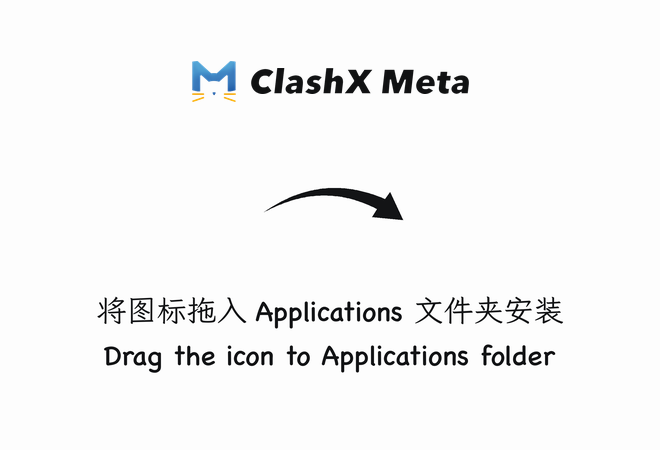 ClashX Meta
将图标拖入 Applications 文件夹安装
Drag the icon to Applications folder